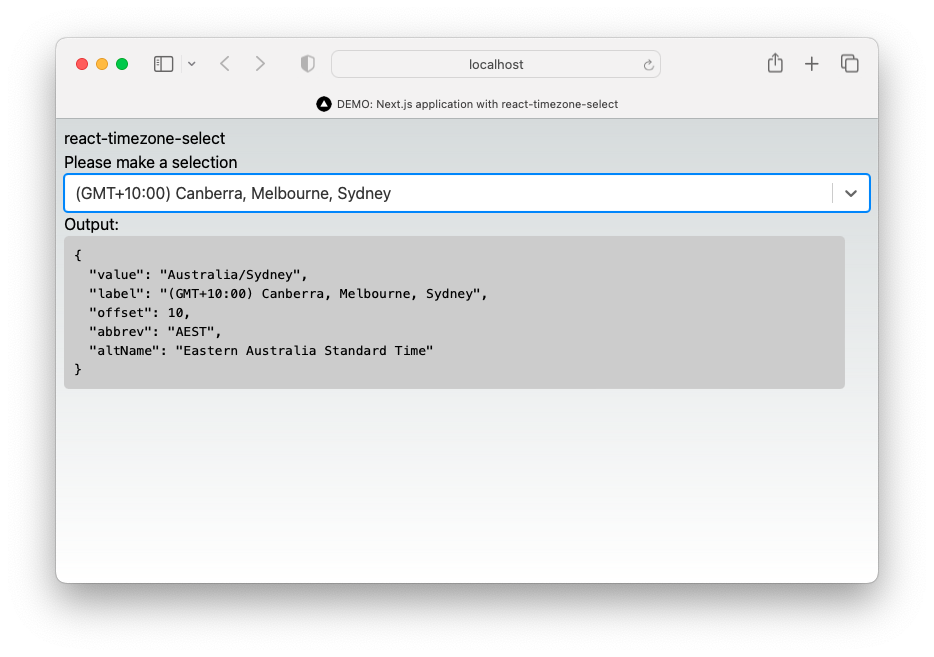 localhost
DEMO: Next.js application with react-timezone-select
react-timezone-select
Please make a selection
(GMT+10:00) Canberra, Melbourne, Sydney
Output:
{
  "value": "Australia/Sydney",
  "label": "(GMT+10:00) Canberra, Melbourne, Sydney",
  "offset": 10,
  "abbrev": "AEST",
  "altName": "Eastern Australia Standard Time"
}